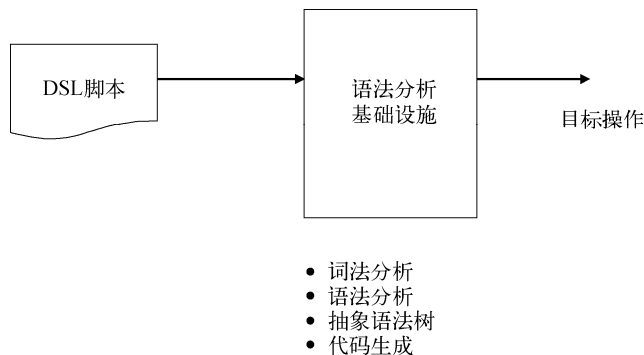 DSL脚本
语法分析
基础设施
目标操作
• 词法分析
• 语法分析
• 抽象语法树
• 代码生成